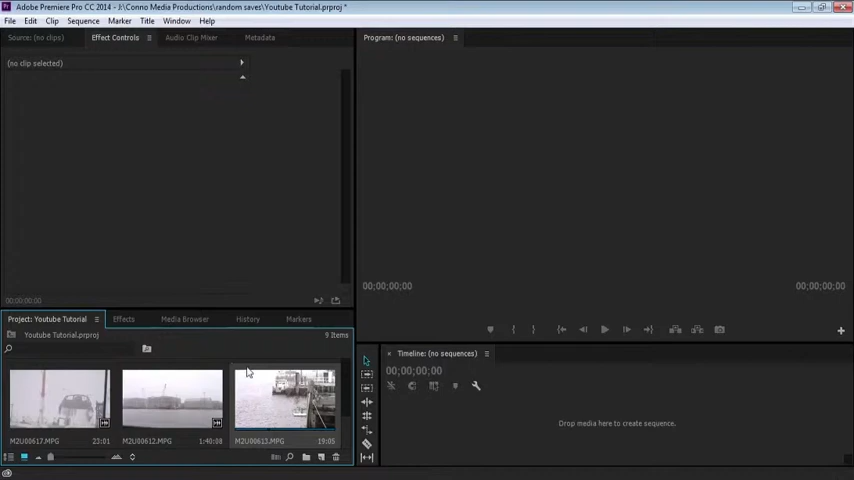 Adobe Premiere Pro CC 2014 - J:\Conno Media Productions\random saves\Youtube Tutorial.prproj *
File Edit Clip Sequence Marker Title Window Help
Source: (no clips) Effect Controls Audio Clip Mixer Metadata
Program: (no sequences)
(no clip selected)
00;00;00;00 00;00;00;00
00;00;00;00
Project: Youtube Tutorial Effects Media Browser History Markers
Youtube Tutorial.prproj 9 Items
Timeline: (no sequences)
00;00;00;00
Drop media here to create sequence.
M2U00617.MPG 23:01 M2U00612.MPG 1:40:08 M2U00613.MPG 19:05